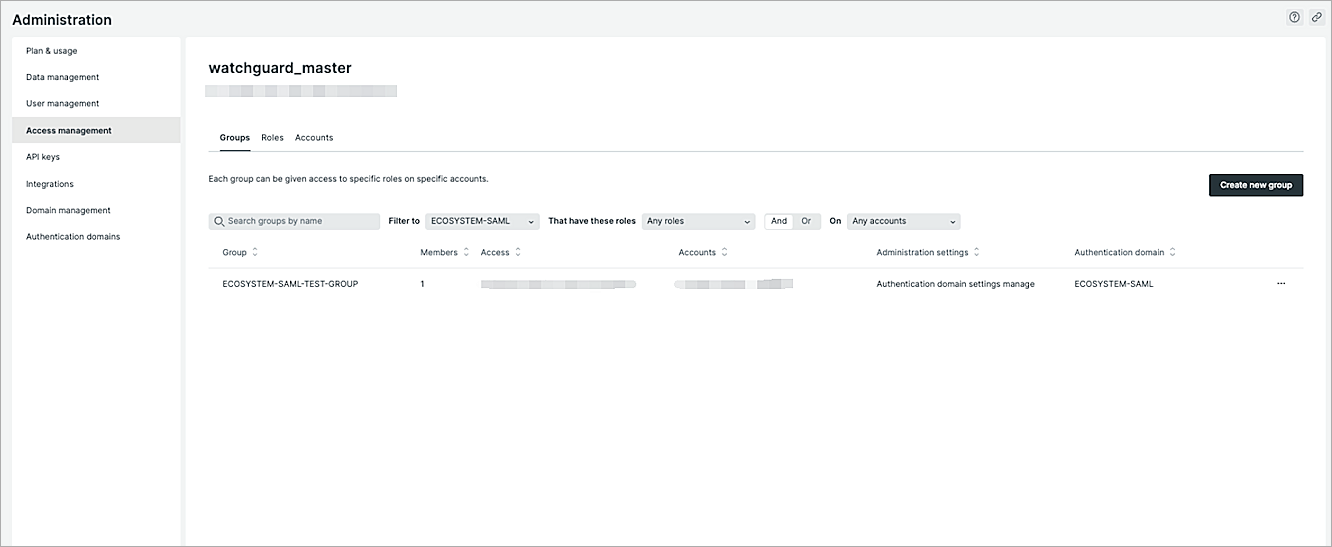 Administration
Plan & usage
Data management
User management
Access management
API keys
Integrations
Domain management
Authentication domains
watchguard_master
Groups Roles Accounts
Each group can be given access to specific roles on specific accounts.
Create new group
Search groups by name Filter to ECOSYSTEM-SAML That have these roles Any roles And Or On Any accounts
Group Members Access Accounts Administration settings Authentication domain
ECOSYSTEM-SAML-TEST-GROUP 1 Authentication domain settings manage ECOSYSTEM-SAML ...